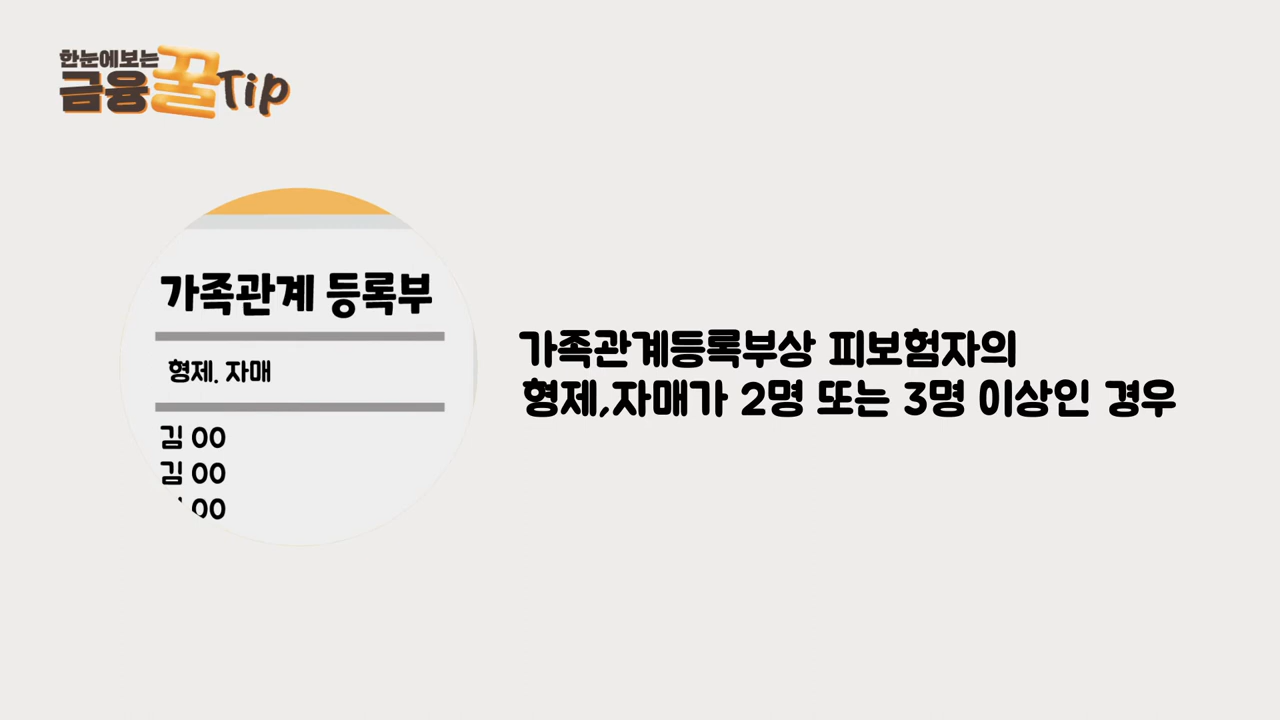 한눈에보는
금융꿀Tip
가족관계 등록부
형제. 자매
김 OO
김 OO
OO
가족관계등록부상 피보험자의
형제,자매가 2명 또는 3명 이상인 경우